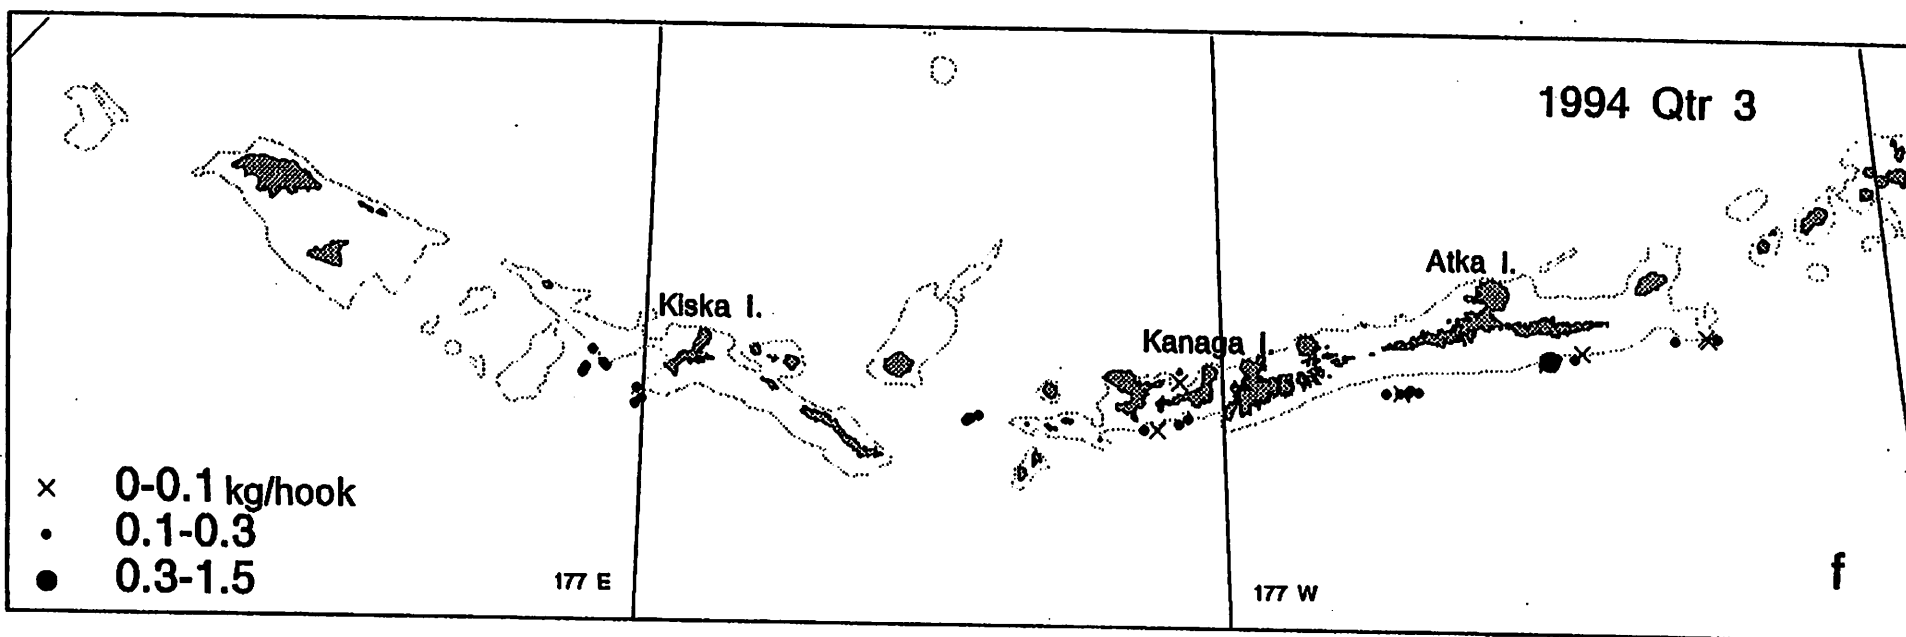 1994 Qtr 3
Atka I.
Kiska I.
Kanaga I.
× 0-0.1 kg/hook
• 0.1-0.3
● 0.3-1.5
177 E
177 W
f